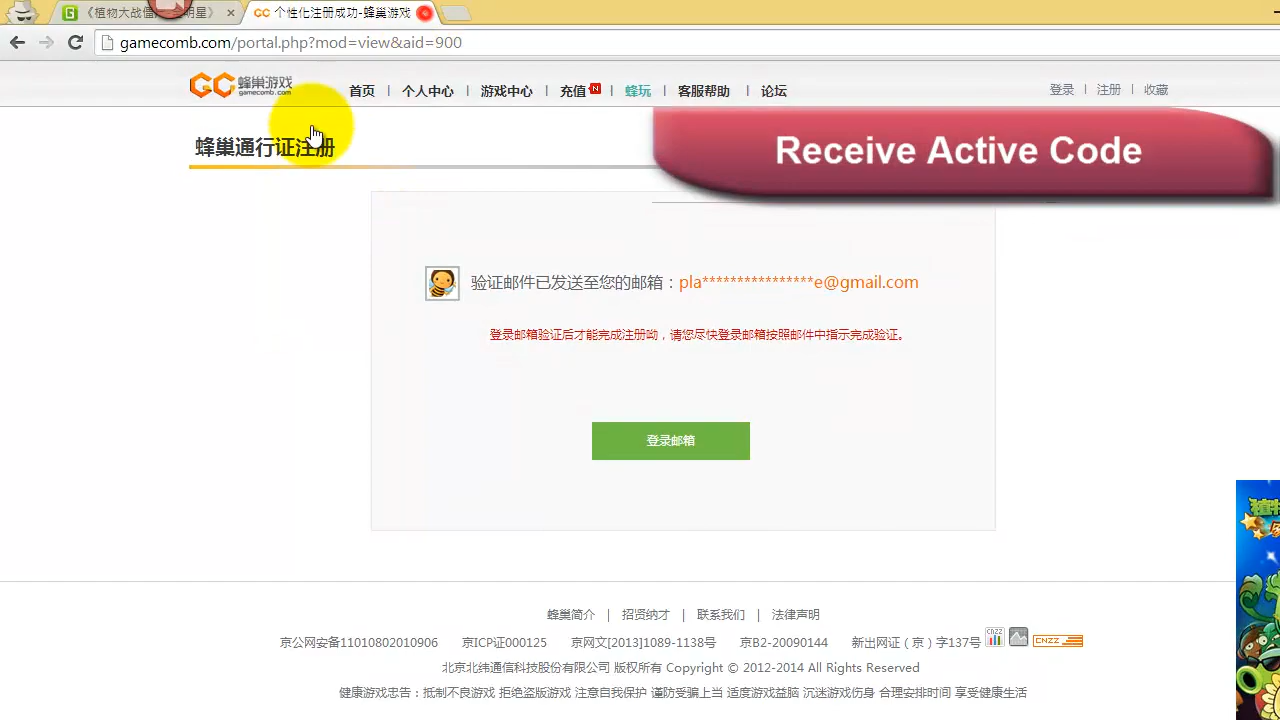 《植物大战僵
明星》
GC 个性化注册成功-蜂巢游戏
gamecomb.com/portal.php?mod=view&aid=900
GC 蜂巢游戏
gamecomb.com
首页 | 个人中心 | 游戏中心 | 充值 N | 蜂玩 | 客服帮助 | 论坛
登录 | 注册 | 收藏
蜂巢通行证注册
Receive Active Code
验证邮件已发送至您的邮箱：pla****************e@gmail.com
登录邮箱验证后才能完成注册呦，请您尽快登录邮箱按照邮件中指示完成验证。
登录邮箱
蜂巢简介 | 招贤纳才 | 联系我们 | 法律声明
京公网安备11010802010906 京ICP证000125 京网文[2013]1089-1138号 京B2-20090144 新出网证（京）字137号 CNZZ CNZZ
北京北纬通信科技股份有限公司 版权所有 Copyright © 2012-2014 All Rights Reserved
健康游戏忠告：抵制不良游戏 拒绝盗版游戏 注意自我保护 谨防受骗上当 适度游戏益脑 沉迷游戏伤身 合理安排时间 享受健康生活
植物